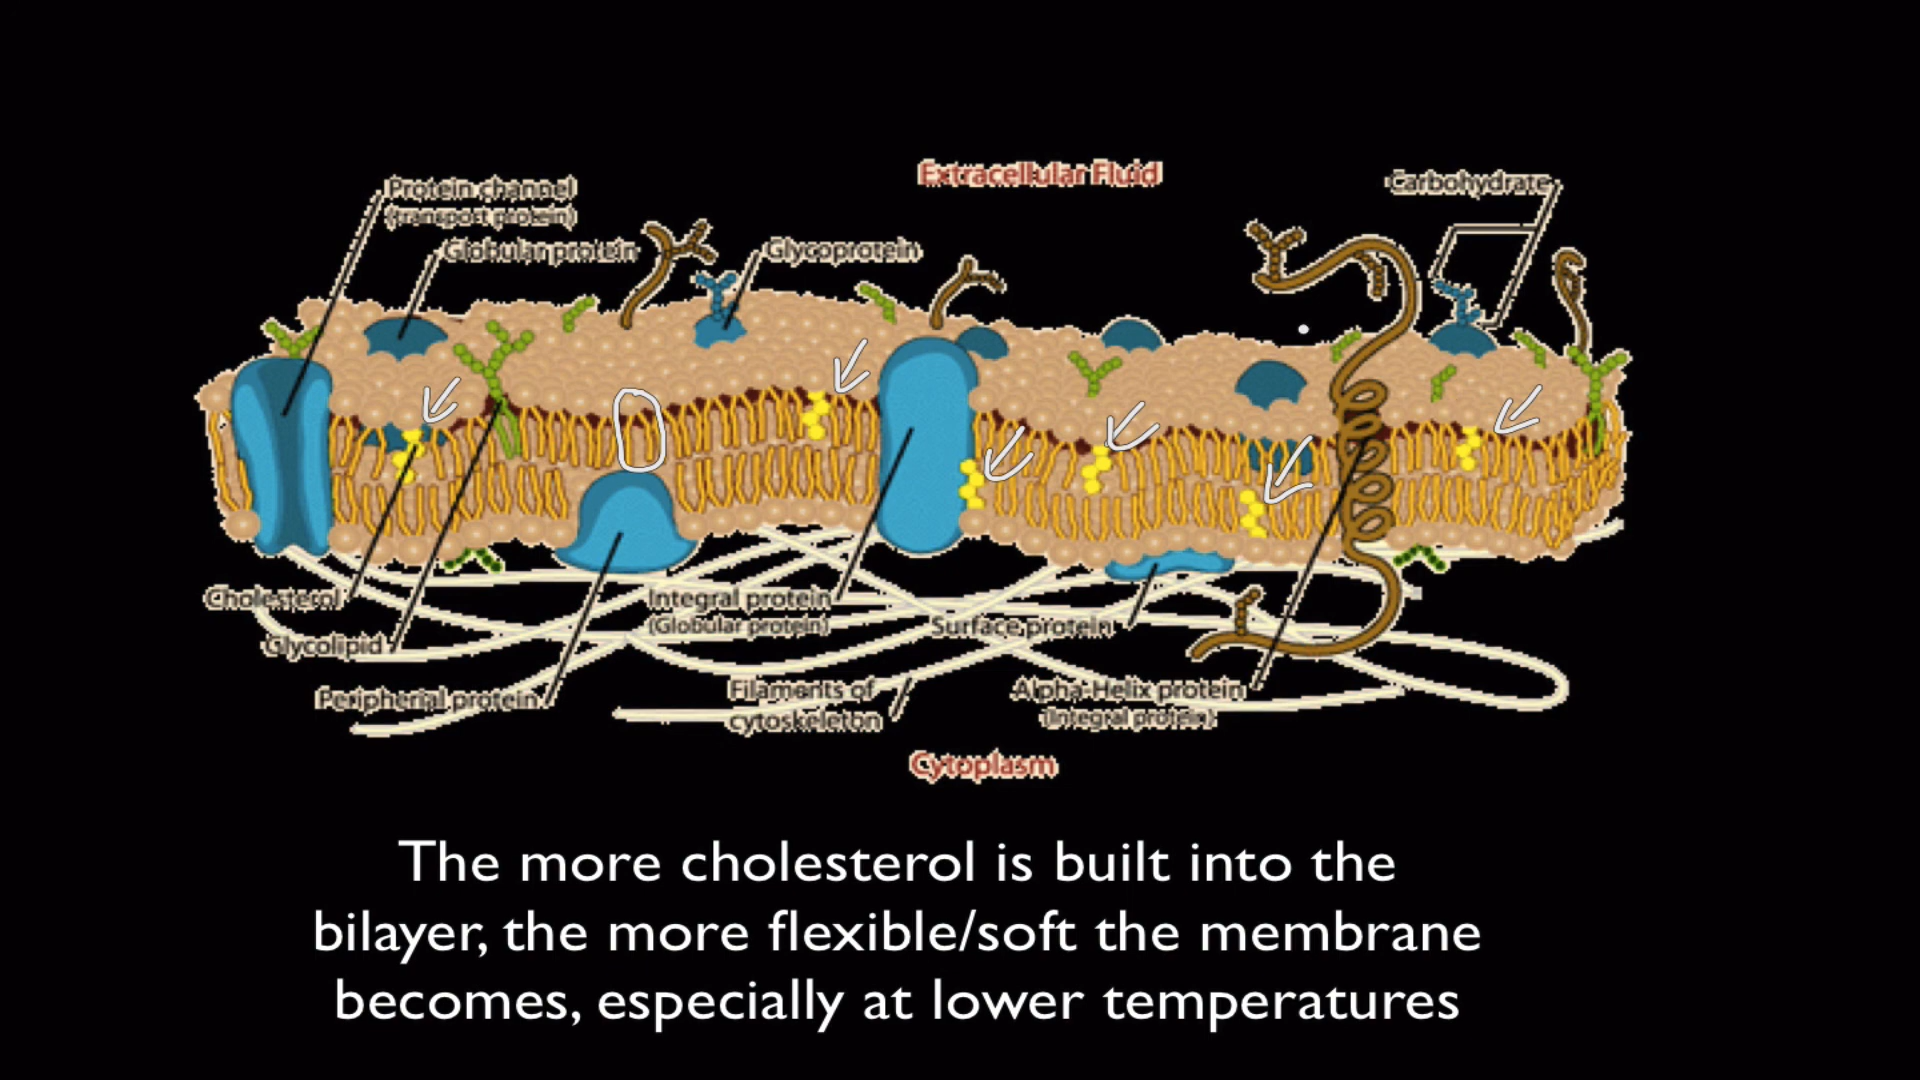 Extracellular Fluid
Carbohydrate
Protein channel
(transport protein)
Globular protein
Glycoprotein
Cholesterol
Glycolipid
Peripherial protein
Integral protein
(Globular protein)
Surface protein
Filaments of
cytoskeleton
Alpha-Helix protein
(Integral protein)
Cytoplasm
The more cholesterol is built into the
bilayer, the more flexible/soft the membrane
becomes, especially at lower temperatures